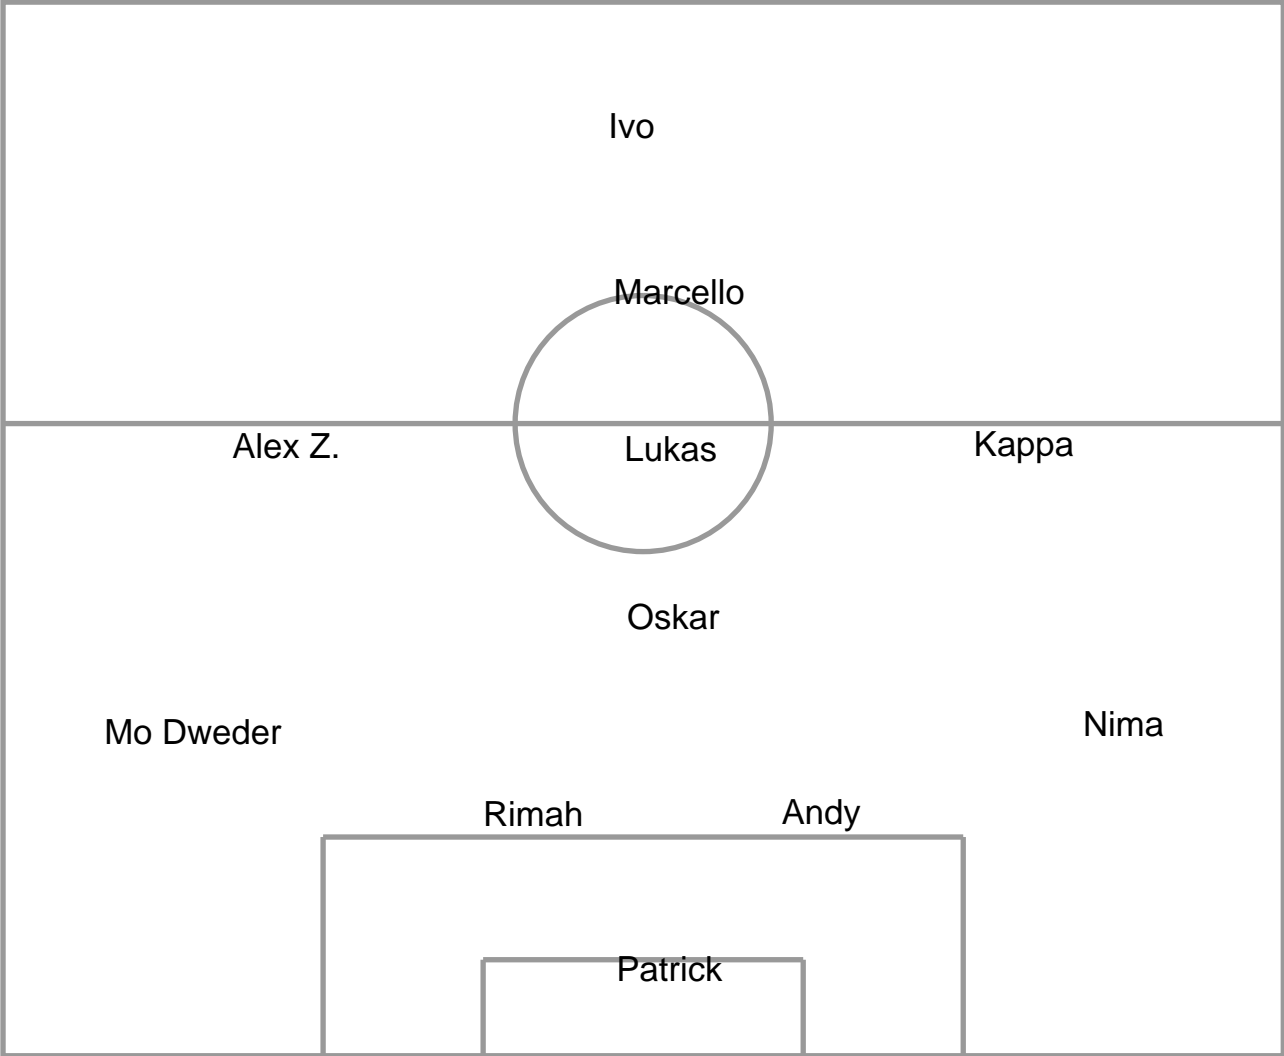 Ivo
Marcello
Alex Z.
Lukas
Kappa
Oskar
Mo Dweder
Nima
Rimah
Andy
Patrick